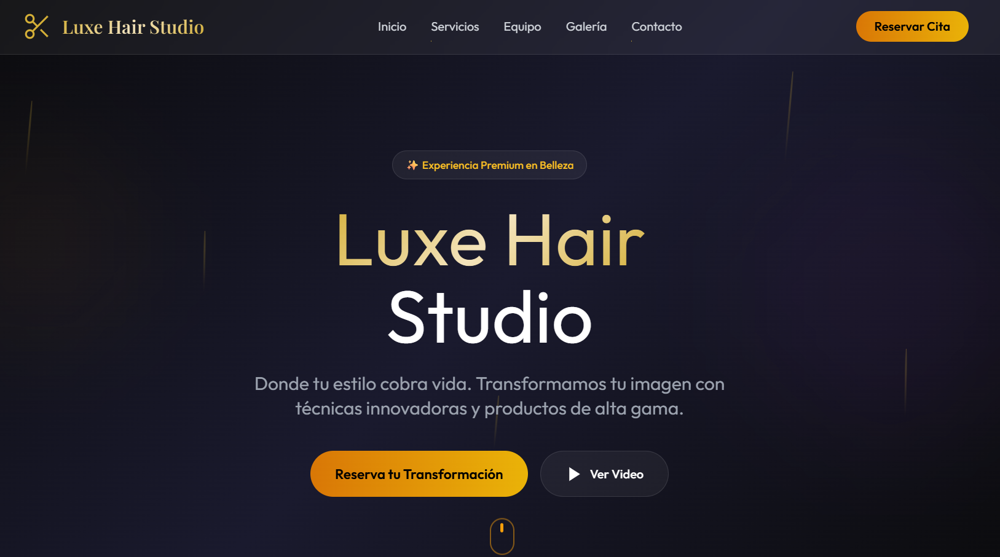 Luxe Hair Studio
Inicio
Servicios
Equipo
Galería
Contacto
Reservar Cita
✨ Experiencia Premium en Belleza
Luxe Hair
Studio
Donde tu estilo cobra vida. Transformamos tu imagen con
técnicas innovadoras y productos de alta gama.
Reserva tu Transformación
Ver Video